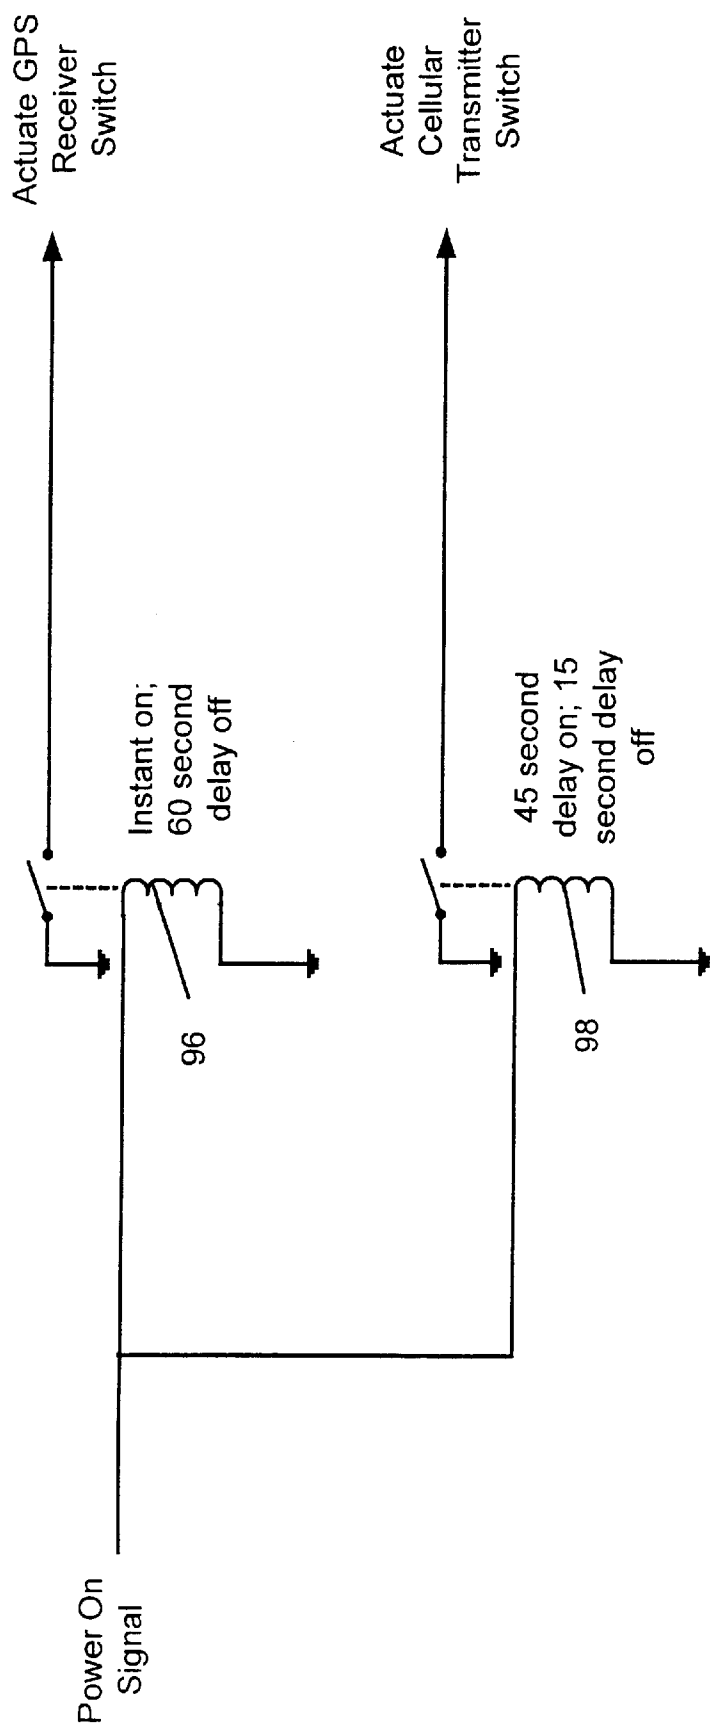 Power On
Signal
96
Instant on;
60 second
delay off
Actuate GPS
Receiver
Switch
98
45 second
delay on; 15
second delay
off
Actuate
Cellular
Transmitter
Switch